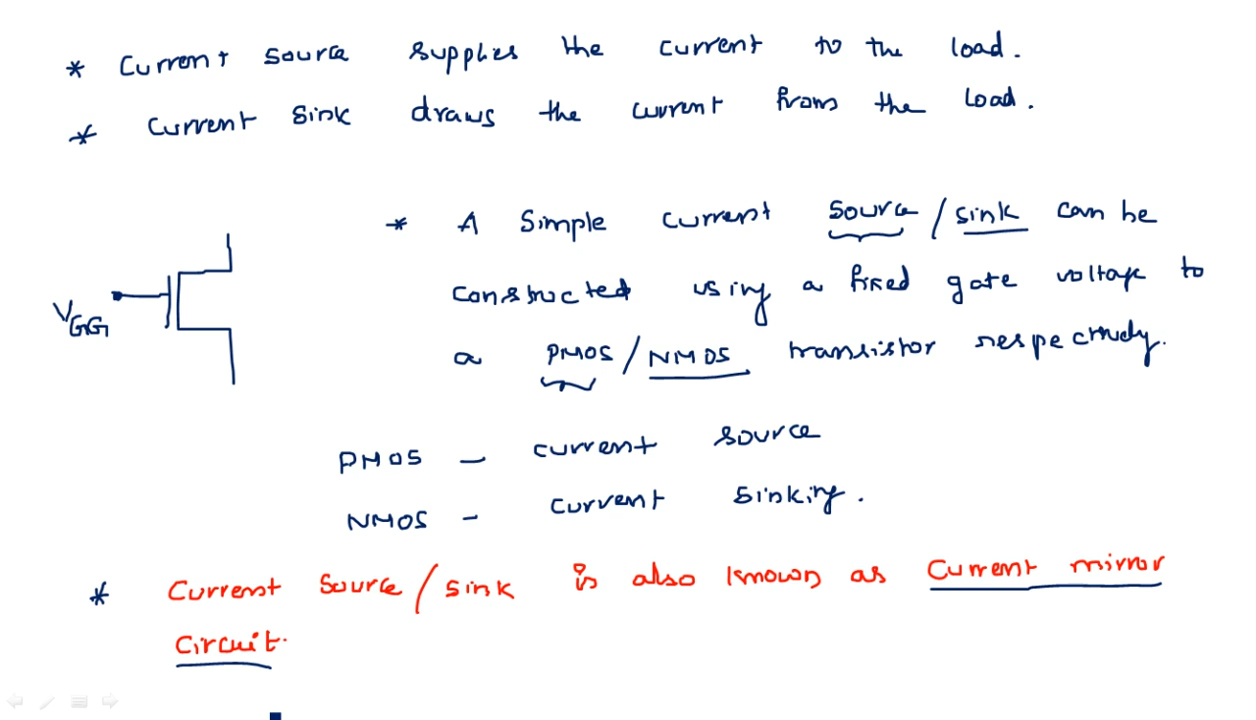 * Current source supplies the current to the load.
* Current sink draws the current from the load.
* A simple current source / sink can be
constructed using a fixed gate voltage to
VGG
a PMOS / NMOS transistor respectively.
PMOS — current source
NMOS - current sinking.
* Current source / sink is also known as Current mirror
circuit.